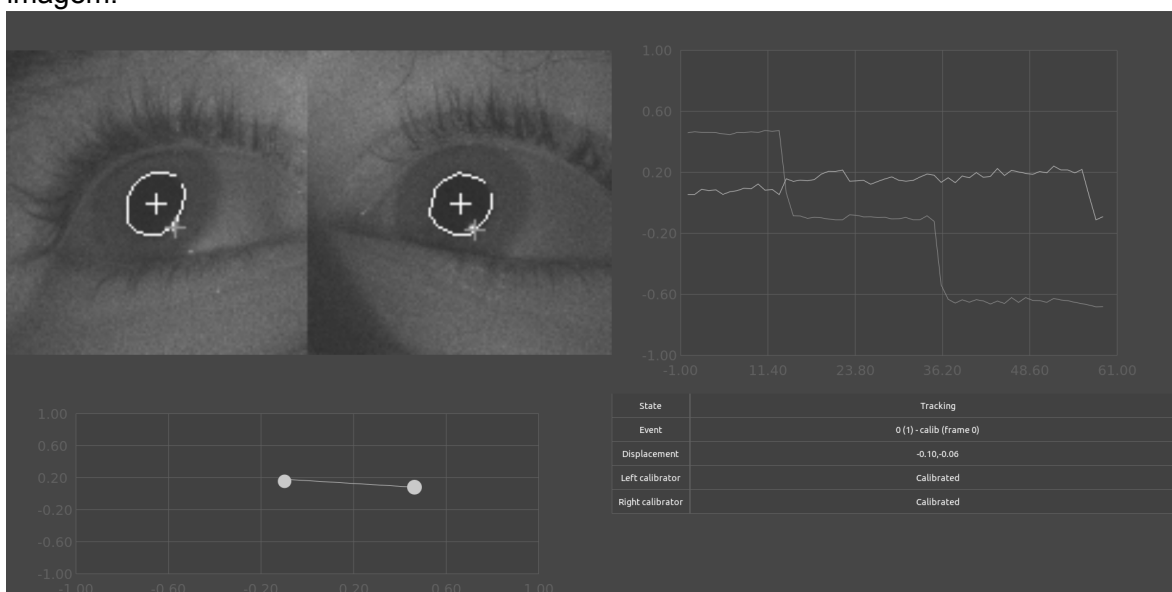 imagem.
1.00
0.60
0.20
-0.20
-0.60
-1.00
-1.00 11.40 23.80 36.20 48.60 61.00
State Tracking
Event 0 (1) - calib (frame 0)
Displacement -0.10,-0.06
Left calibrator Calibrated
Right calibrator Calibrated
1.00
0.60
0.20
-0.20
-0.60
-1.00
-1.00 -0.60 -0.20 0.20 0.60 1.00